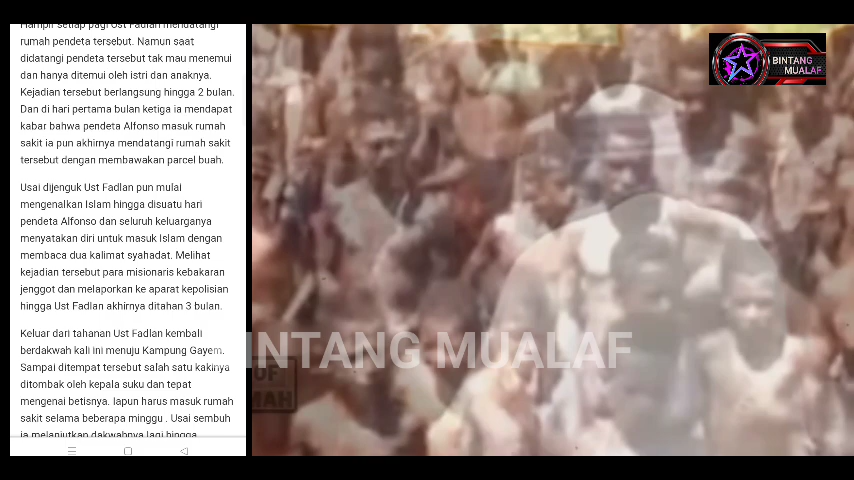 Hampir setiap pagi Ust Fadlan mendatangi
rumah pendeta tersebut. Namun saat
didatangi pendeta tersebut tak mau menemui
dan hanya ditemui oleh istri dan anaknya.
Kejadian tersebut berlangsung hingga 2 bulan.
Dan di hari pertama bulan ketiga ia mendapat
kabar bahwa pendeta Alfonso masuk rumah
sakit ia pun akhirnya mendatangi rumah sakit
tersebut dengan membawakan parcel buah.
Usai dijenguk Ust Fadlan pun mulai
mengenalkan Islam hingga disuatu hari
pendeta Alfonso dan seluruh keluarganya
menyatakan diri untuk masuk Islam dengan
membaca dua kalimat syahadat. Melihat
kejadian tersebut para misionaris kebakaran
jenggot dan melaporkan ke aparat kepolisian
hingga Ust Fadlan akhirnya ditahan 3 bulan.
Keluar dari tahanan Ust Fadlan kembali
berdakwah kali ini menuju Kampung Gayem.
Sampai ditempat tersebut salah satu kakinya
ditombak oleh kepala suku dan tepat
mengenai betisnya. Iapun harus masuk rumah
sakit selama beberapa minggu . Usai sembuh
ia melanjutkan dakwahnya lagi hingga
BINTANG
MUALAF
BINTANG MUALAF
OF